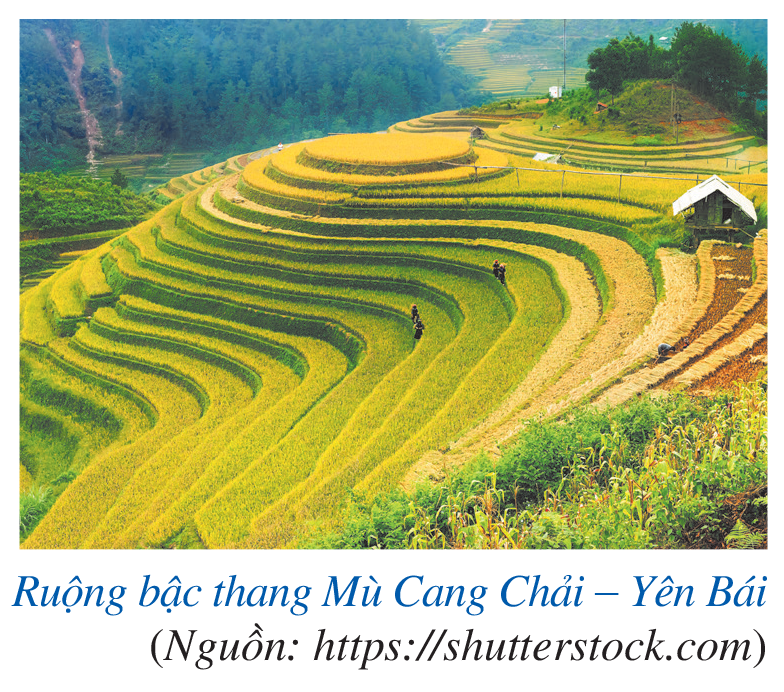 Ruộng bậc thang Mù Cang Chải – Yên Bái
(Nguồn: https://shutterstock.com)